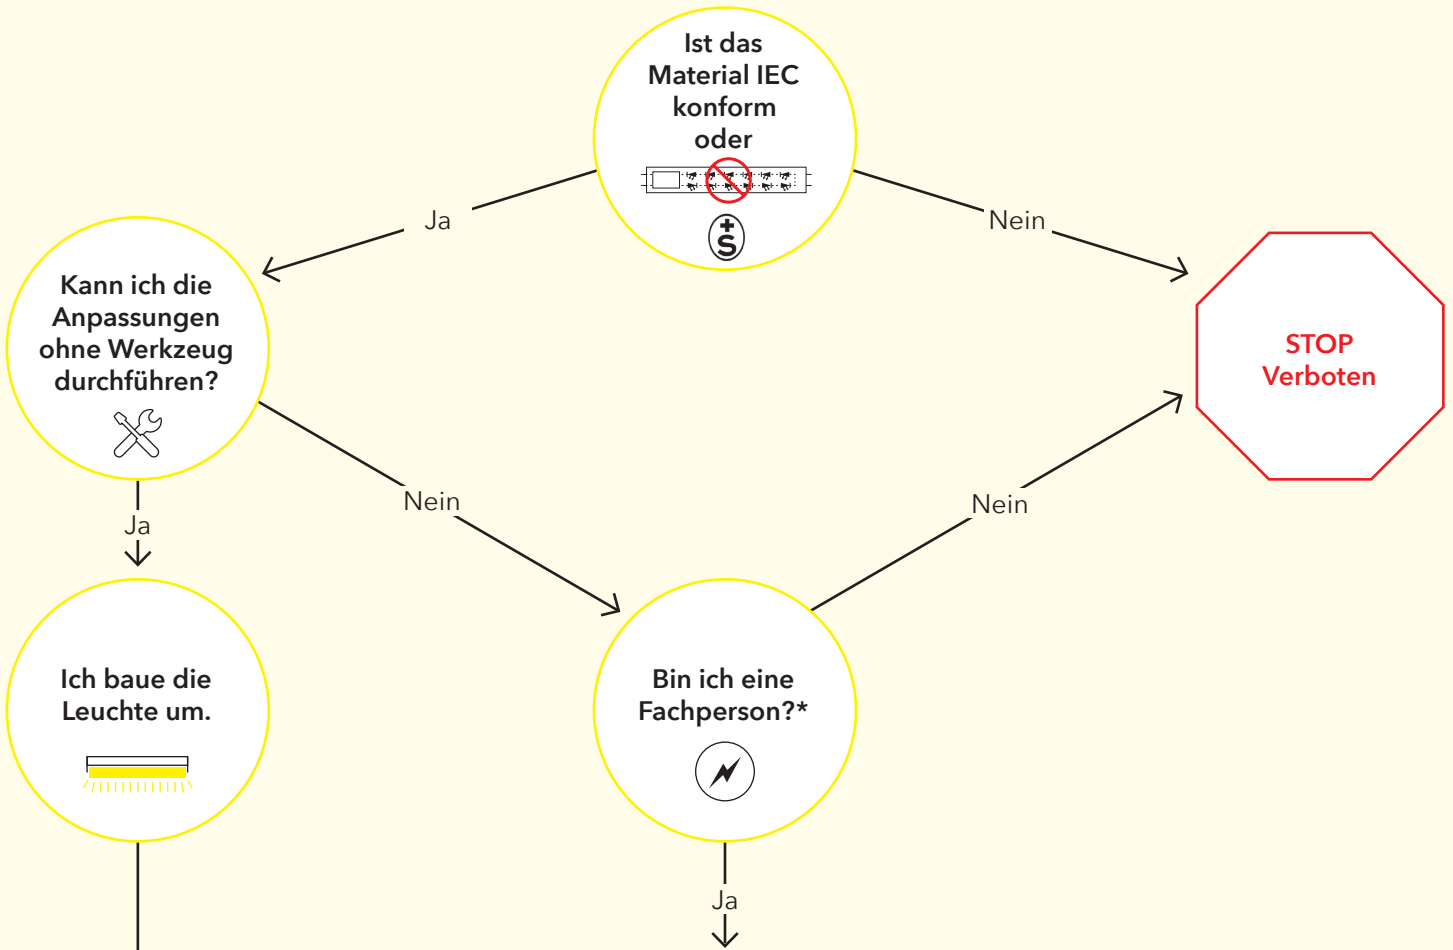 Ist das
Material IEC
konform
oder
S
Ja
Nein
Kann ich die
Anpassungen
ohne Werkzeug
durchführen?
STOP
Verboten
Nein
Nein
Ja
Ich baue die
Leuchte um.
Bin ich eine
Fachperson?*
Ja